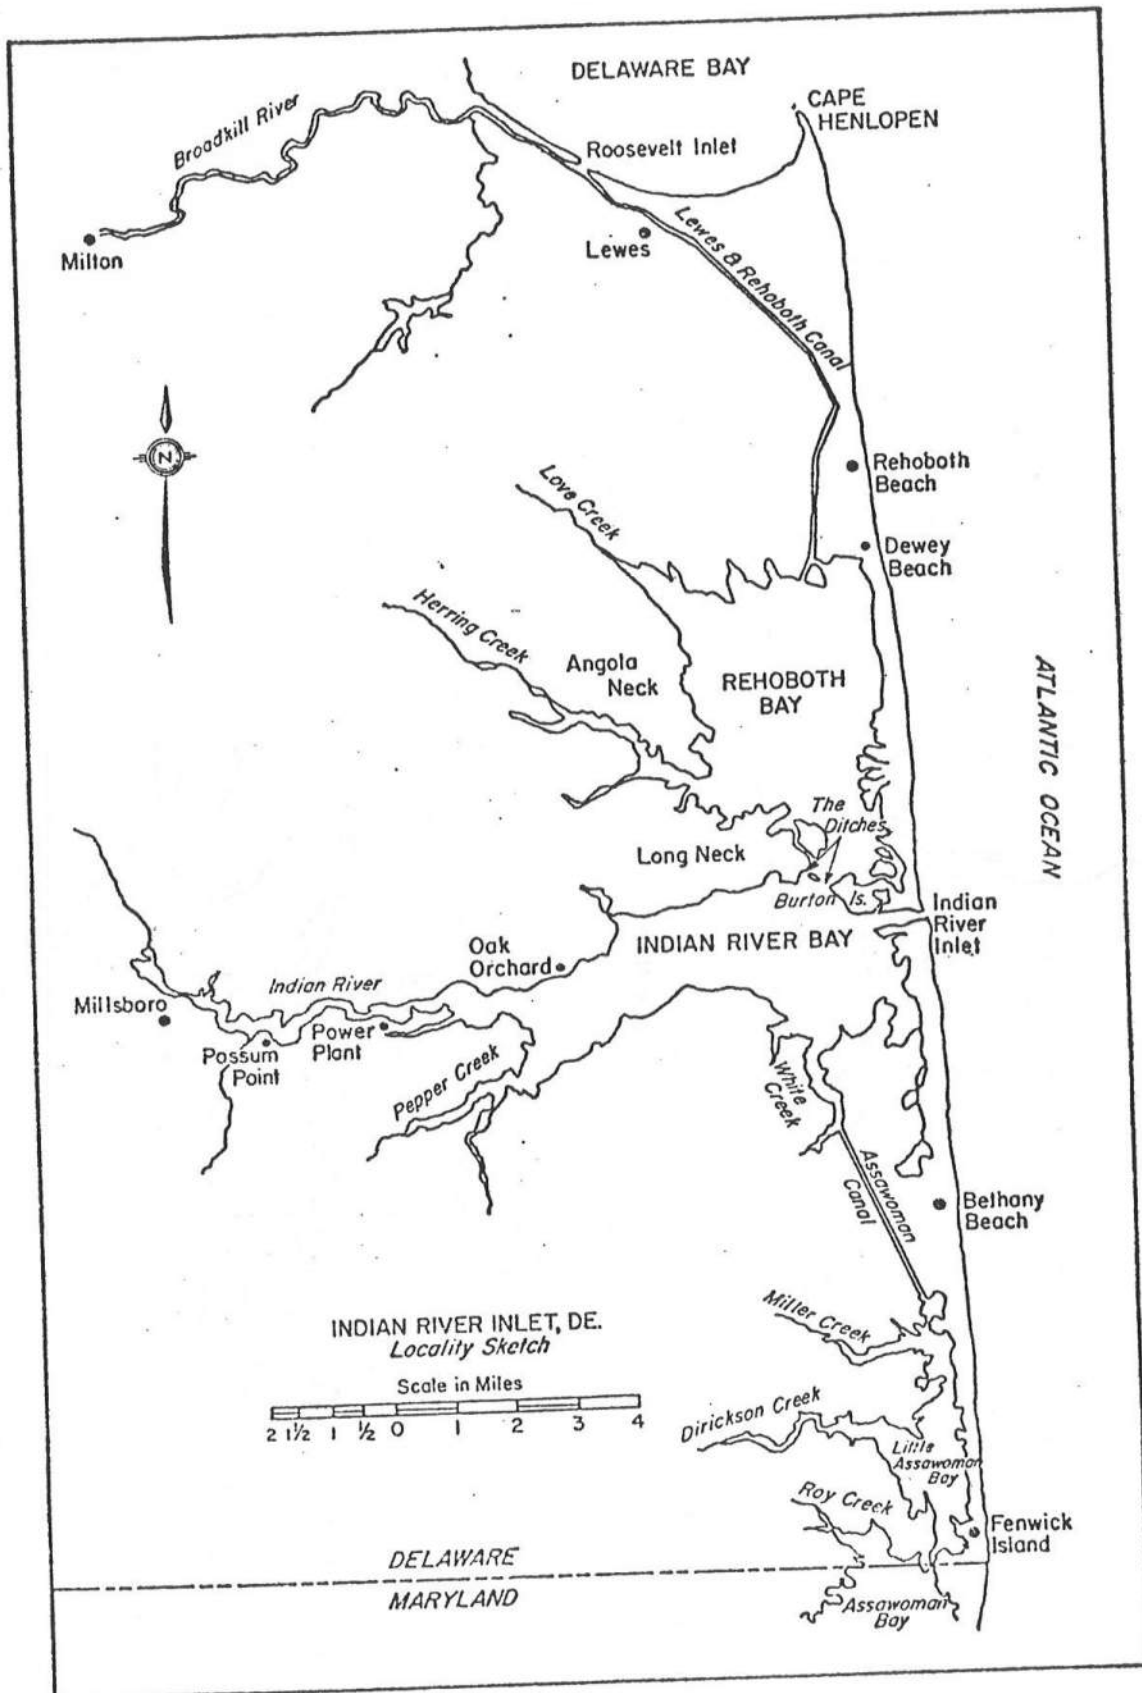 DELAWARE BAY
CAPE
HENLOPEN
Broadkill River
Roosevelt Inlet
Milton
Lewes
Lewes & Rehoboth Canal
N
Rehoboth
Beach
Love Creek
Dewey
Beach
Herring Creek
Angola
Neck
REHOBOTH
BAY
ATLANTIC OCEAN
The
Ditches
Long Neck
Burton Is.
Indian
River
Inlet
INDIAN RIVER BAY
Oak
Orchard
Indian River
Millsboro
Power
Plant
Possum
Point
Pepper Creek
White
Creek
Assawoman
Canal
Bethany
Beach
Miller Creek
INDIAN RIVER INLET, DE.
Locality Sketch
Scale in Miles
2 1½ 1 ½ 0 1 2 3 4
Dirickson Creek
Little
Assawoman
Bay
Roy Creek
Fenwick
Island
DELAWARE
MARYLAND
Assawoman
Bay